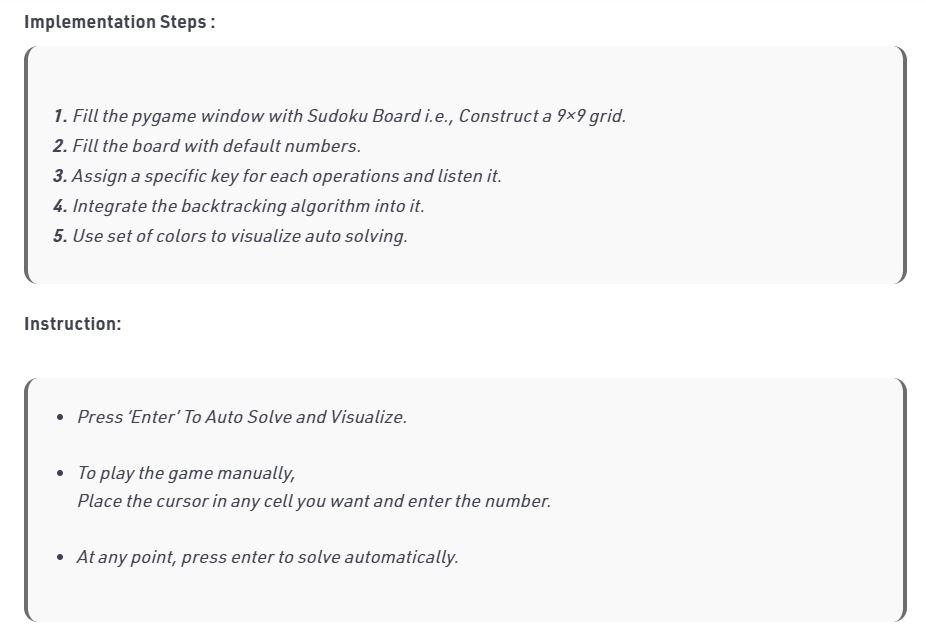 Implementation Steps :
1. Fill the pygame window with Sudoku Board i.e., Construct a 9×9 grid.
2. Fill the board with default numbers.
3. Assign a specific key for each operations and listen it.
4. Integrate the backtracking algorithm into it.
5. Use set of colors to visualize auto solving.
Instruction:
• Press ‘Enter’ To Auto Solve and Visualize.
• To play the game manually,
Place the cursor in any cell you want and enter the number.
• At any point, press enter to solve automatically.